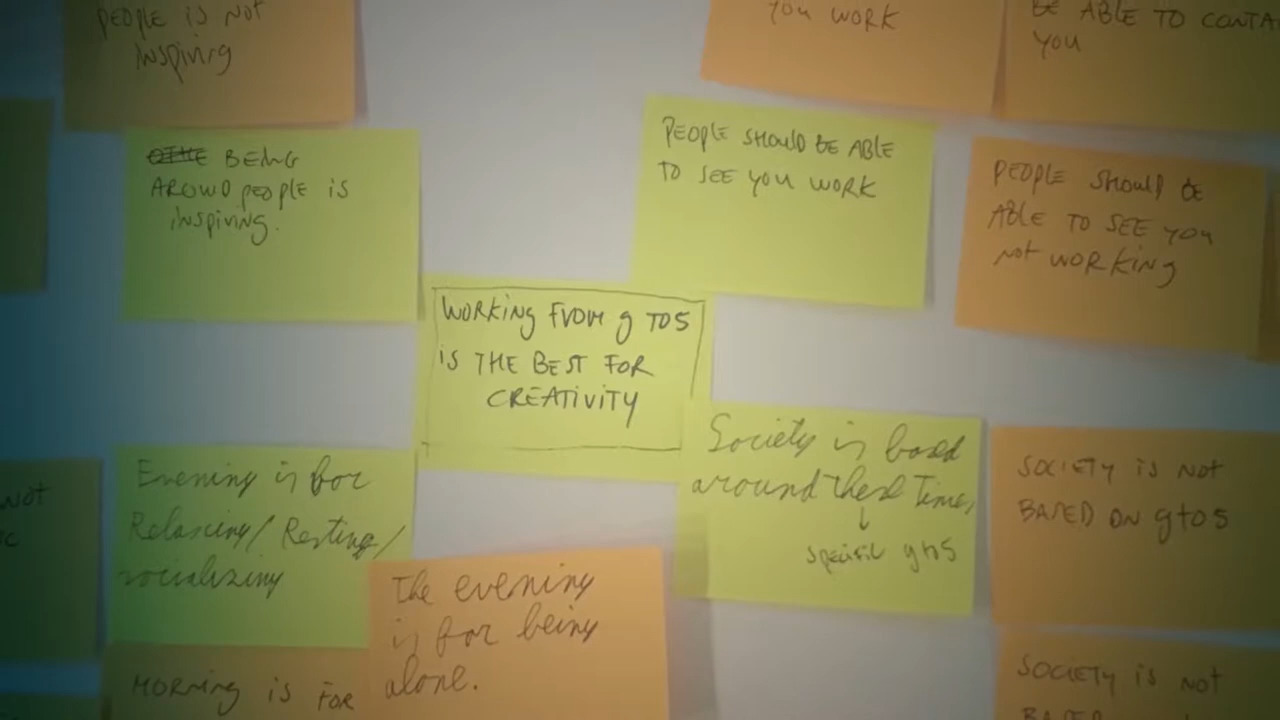 PEOPLE is NOT
inspiring
YOU WORK
BE ABLE TO CONTA
YOU
BEING
AROUND people is
inspiring.
PEOPLE SHOULD BE ABLE
TO SEE YOU WORK
PEOPLE SHOULD BE
ABLE TO SEE YOU
NOT WORKING
WORKING FROM 9 TO 5
is THE BEST FOR
CREATIVITY
Evening is for
Relaxing/Resting/
socializing
Society is based
around these Times
↓
specific 9 to 5
SOCIETY is NOT
BASED ON 9 to 5
NOT
The evening
is for being
alone.
MORNING is FOR
SOCIETY is NOT